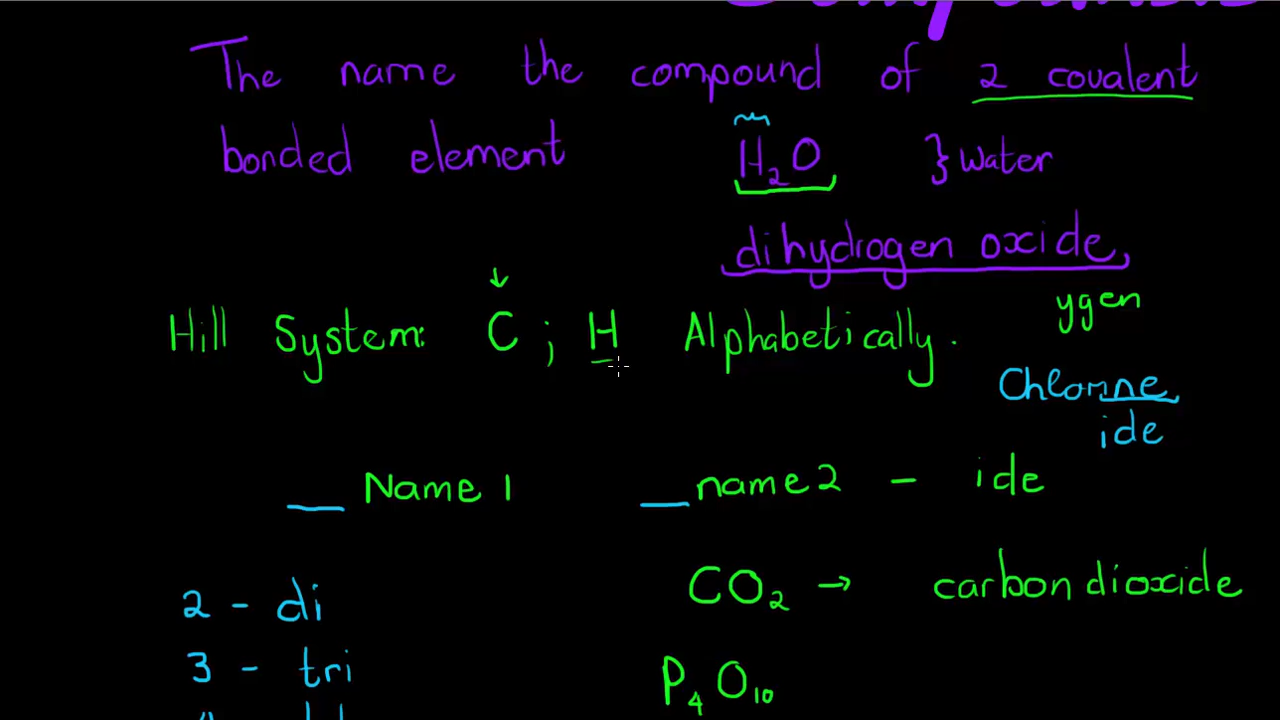 The name the compound of 2 covalent
bonded element H₂O } Water
dihydrogen oxide,
ygen
Hill System: C ; H Alphabetically.
Chlorine
ide
__ Name 1 __ name 2 - ide
CO₂ → carbon dioxide
2 - di
3 - tri
P₄O₁₀